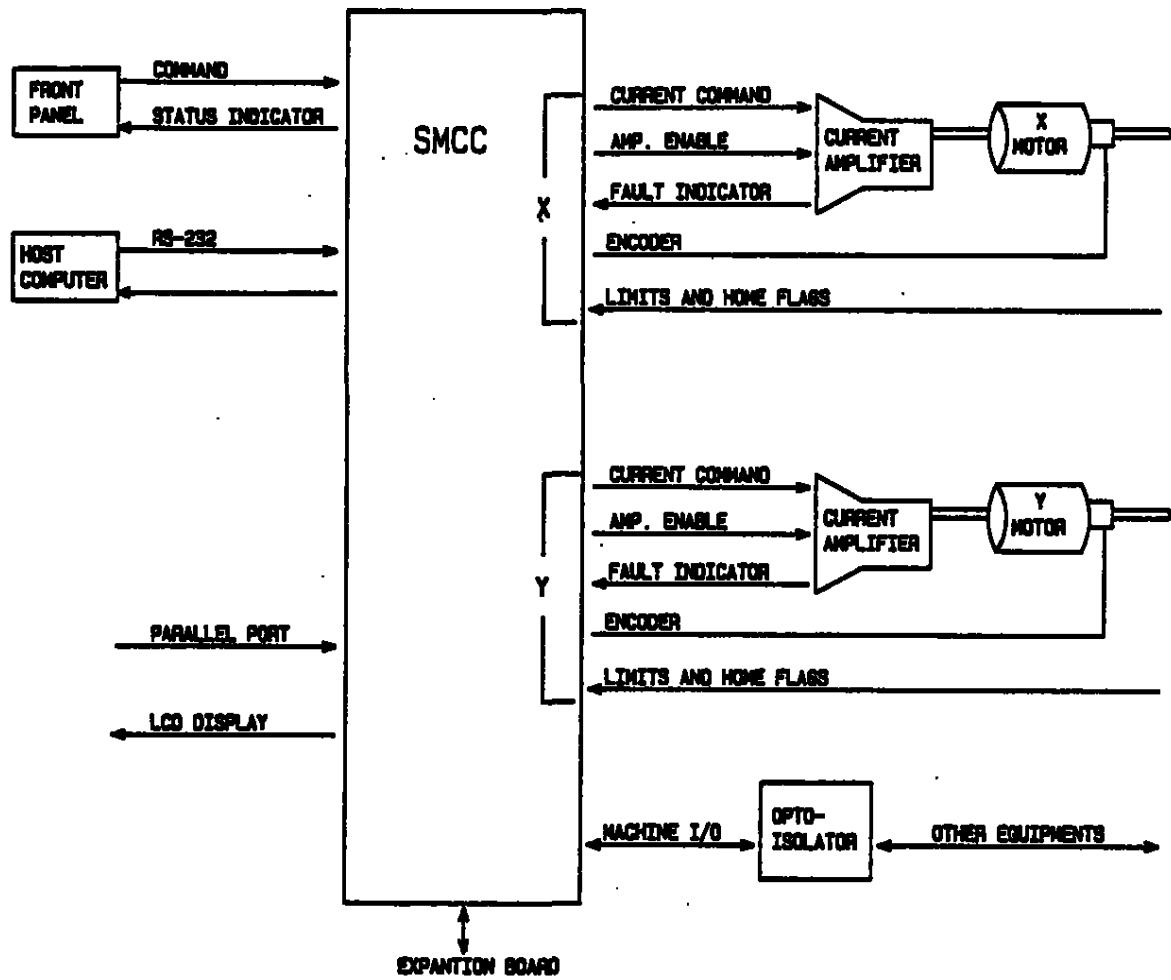 COMMAND
FRONT
PANEL
STATUS INDICATOR
RS-232
HOST
COMPUTER
PARALLEL PORT
LCD DISPLAY
SMCC
X
CURRENT COMMAND
AMP. ENABLE
FAULT INDICATOR
ENCODER
LIMITS AND HOME FLAGS
CURRENT
AMPLIFIER
X
MOTOR
Y
CURRENT COMMAND
AMP. ENABLE
FAULT INDICATOR
ENCODER
LIMITS AND HOME FLAGS
CURRENT
AMPLIFIER
Y
MOTOR
MACHINE I/O
OPTO-
ISOLATOR
OTHER EQUIPMENTS
EXPANTION BOARD